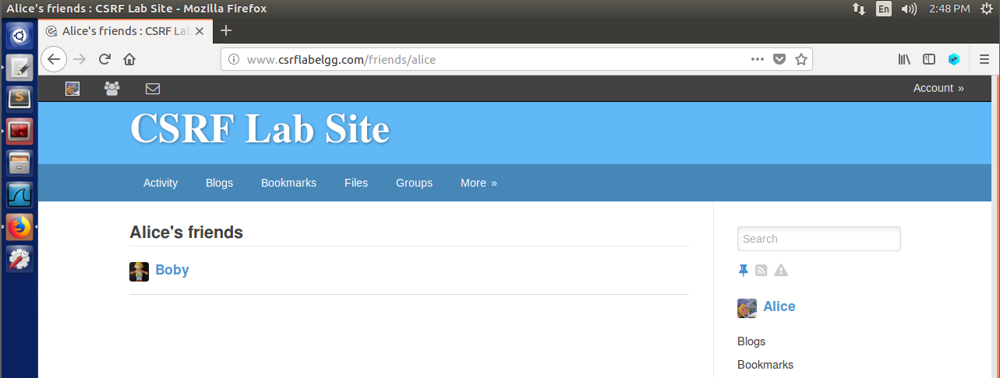 Alice's friends : CSRF Lab Site - Mozilla Firefox
En
2:48 PM
Alice's friends : CSRF Lab
www.csrflabelgg.com/friends/alice
Account »
CSRF Lab Site
Activity Blogs Bookmarks Files Groups More »
Alice's friends
Boby
Search
Alice
Blogs
Bookmarks